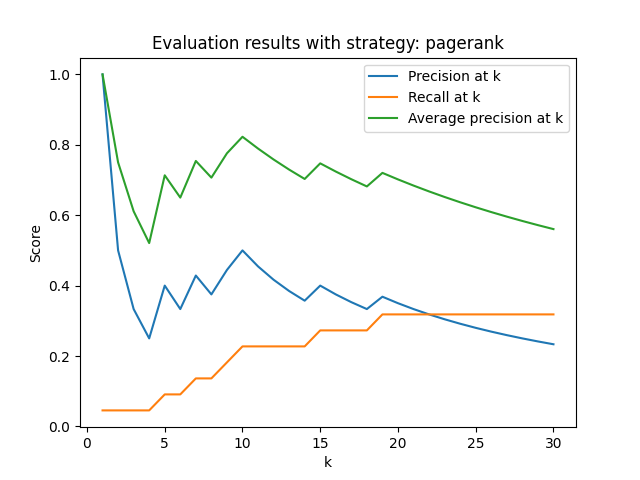 Evaluation results with strategy: pagerank
Precision at k
Recall at k
Average precision at k
Score
1.0
0.8
0.6
0.4
0.2
0.0
0 5 10 15 20 25 30
k